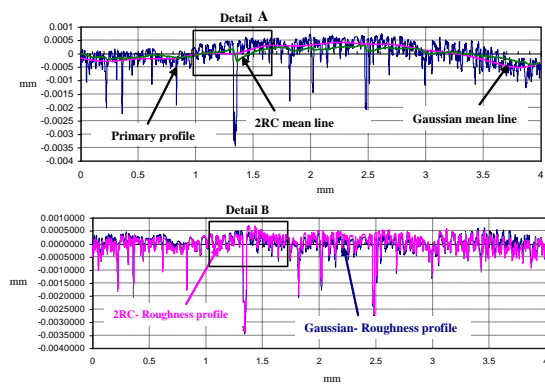 Detail A
0.001
0.0005
0
-0.0005
-0.001
-0.0015
-0.002
-0.0025
-0.003
-0.0035
-0.004
mm
Primary profile
2RC mean line
Gaussian mean line
0 0.5 1 1.5 2 2.5 3 3.5 4
mm
Detail B
0.0010000
0.0005000
0.0000000
-0.0005000
-0.0010000
-0.0015000
-0.0020000
-0.0025000
-0.0030000
-0.0035000
-0.0040000
mm
2RC- Roughness profile
Gaussian- Roughness profile
0 0.5 1 1.5 2 2.5 3 3.5 4
mm